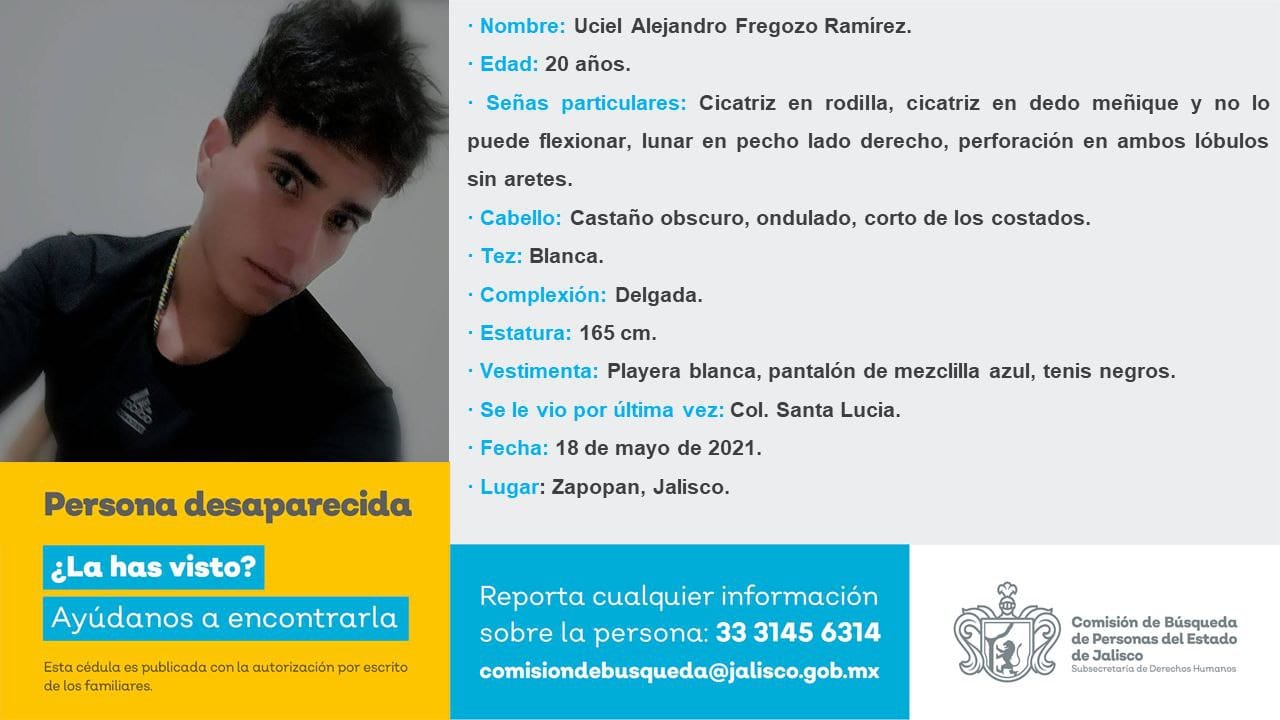 · Nombre: Uciel Alejandro Fregozo Ramírez.
· Edad: 20 años.
· Señas particulares: Cicatriz en rodilla, cicatriz en dedo meñique y no lo
puede flexionar, lunar en pecho lado derecho, perforación en ambos lóbulos
sin aretes.
· Cabello: Castaño obscuro, ondulado, corto de los costados.
· Tez: Blanca.
· Complexión: Delgada.
· Estatura: 165 cm.
· Vestimenta: Playera blanca, pantalón de mezclilla azul, tenis negros.
· Se le vio por última vez: Col. Santa Lucia.
· Fecha: 18 de mayo de 2021.
· Lugar: Zapopan, Jalisco.
Persona desaparecida
¿La has visto?
Ayúdanos a encontrarla
Esta cédula es publicada con la autorización por escrito
de los familiares.
Reporta cualquier información
sobre la persona: 33 3145 6314
comisiondebusqueda@jalisco.gob.mx
Comisión de Búsqueda
de Personas del Estado
de Jalisco
Subsecretaría de Derechos Humanos